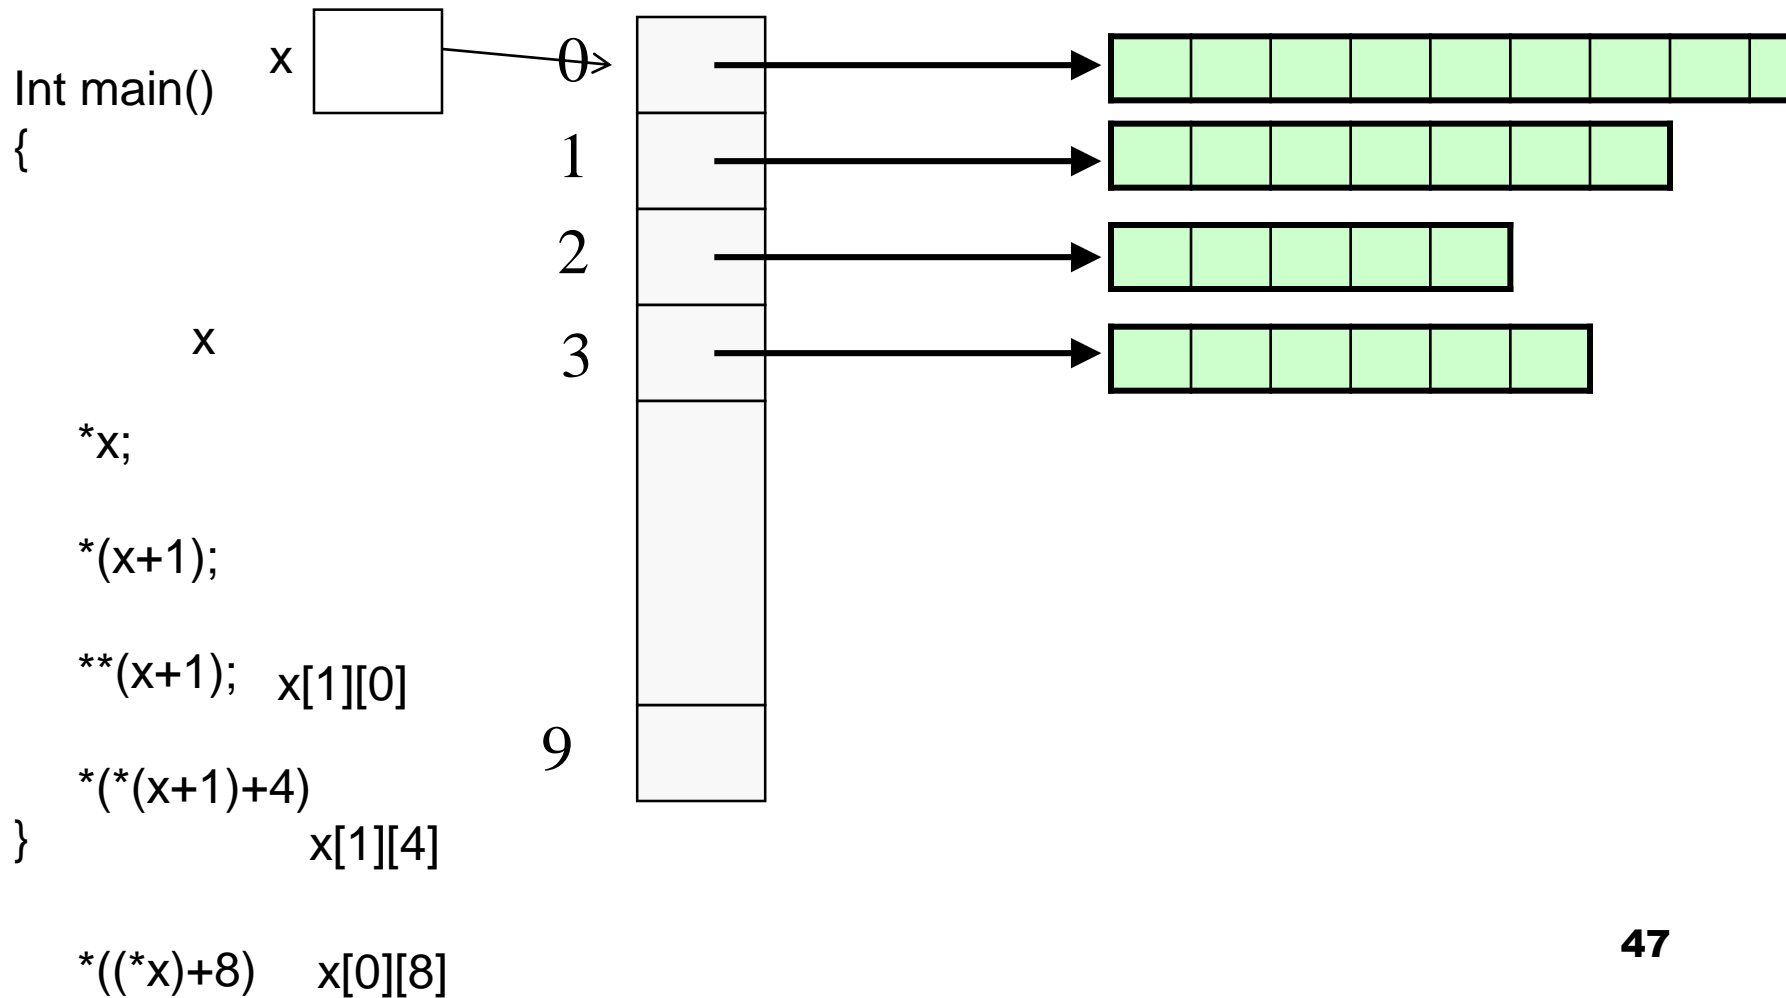 x
0
Int main()
{
1
2
x
3
*x;
*(x+1);
**(x+1); x[1][0]
9
*(*(x+1)+4)
}
x[1][4]
47
*((*x)+8) x[0][8]